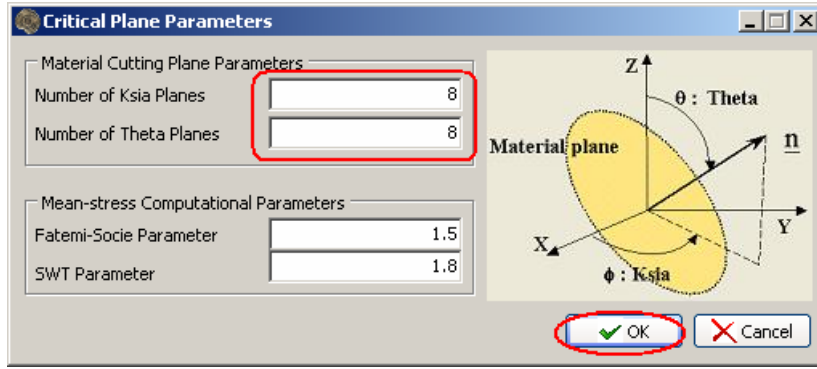 Critical Plane Parameters
Material Cutting Plane Parameters
Number of Ksia Planes 8
Number of Theta Planes 8
Mean-stress Computational Parameters
Fatemi-Socie Parameter 1.5
SWT Parameter 1.8
Z
θ : Theta
Material plane
n
X
Y
ϕ : Ksia
OK Cancel